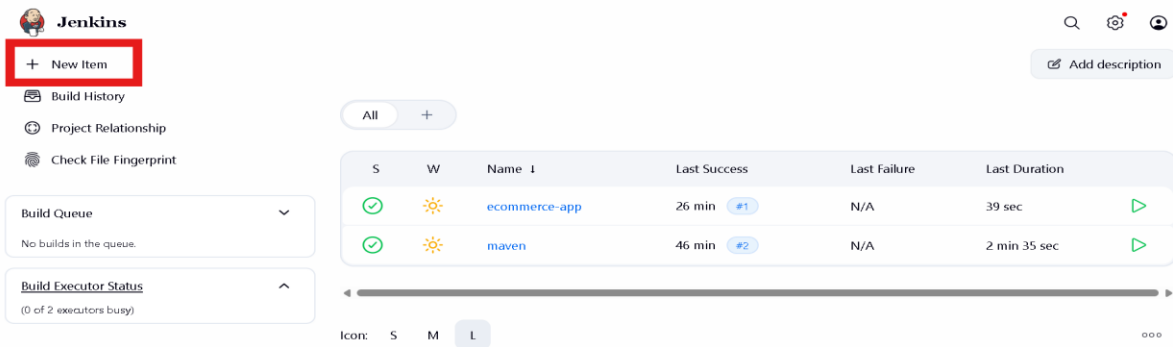 Jenkins
+ New Item
Add description
Build History
All +
Project Relationship
Check File Fingerprint
S W Name ↓ Last Success Last Failure Last Duration
ecommerce-app 26 min #1 N/A 39 sec
maven 46 min #2 N/A 2 min 35 sec
Build Queue
No builds in the queue.
Build Executor Status
(0 of 2 executors busy)
Icon: S M L